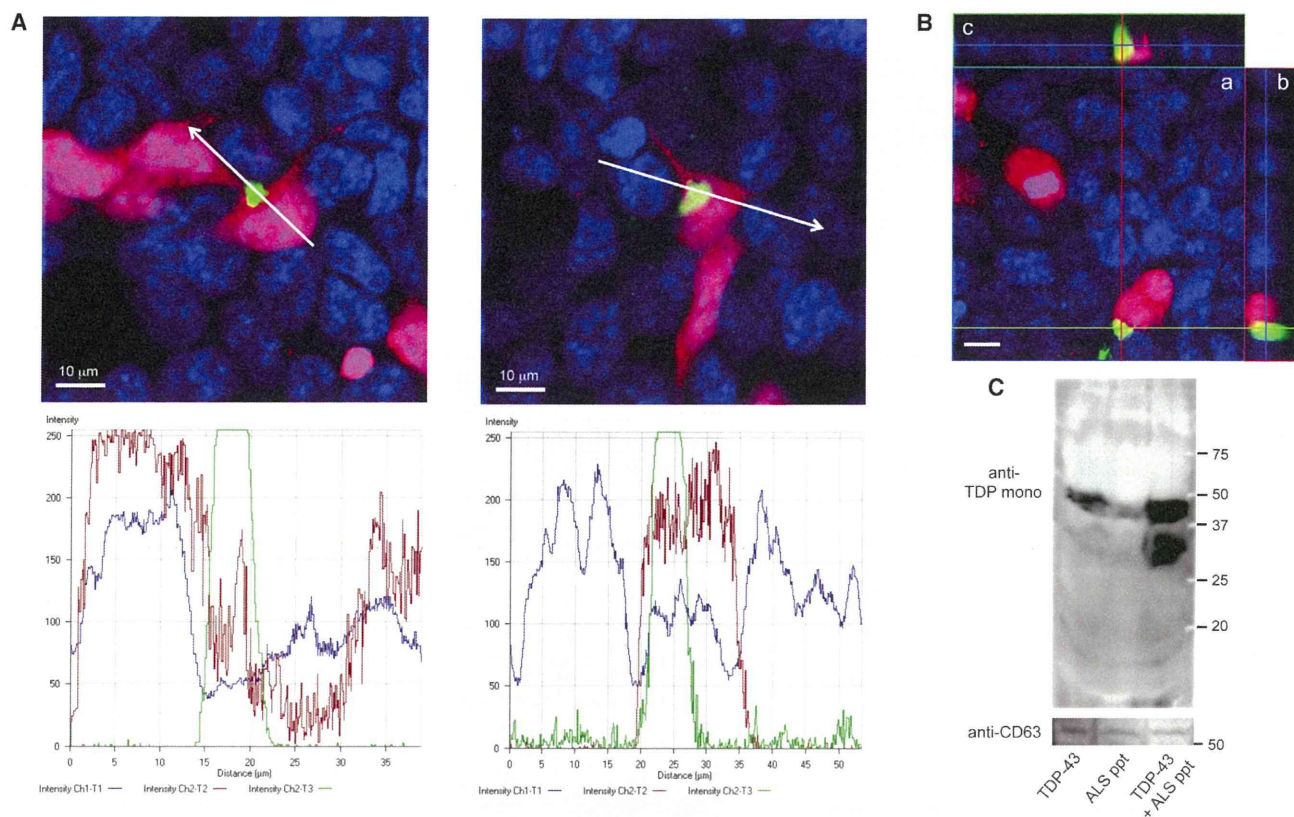 A
B
c
a
b
10 μm
10 μm
Intensity
250
200
150
100
50
0
0 5 10 15 20 25 30 35
Distance (μm)
Intensity Ch1-T1 Intensity Ch2-T2 Intensity Ch2-T3
Intensity
250
200
150
100
50
0
0 5 10 15 20 25 30 35 40 45 50
Distance (μm)
Intensity Ch1-T1 Intensity Ch2-T2 Intensity Ch2-T3
C
anti-
TDP mono
75
50
37
25
20
anti-CD63
50
TDP-43
ALS ppt
TDP-43
+ ALS ppt